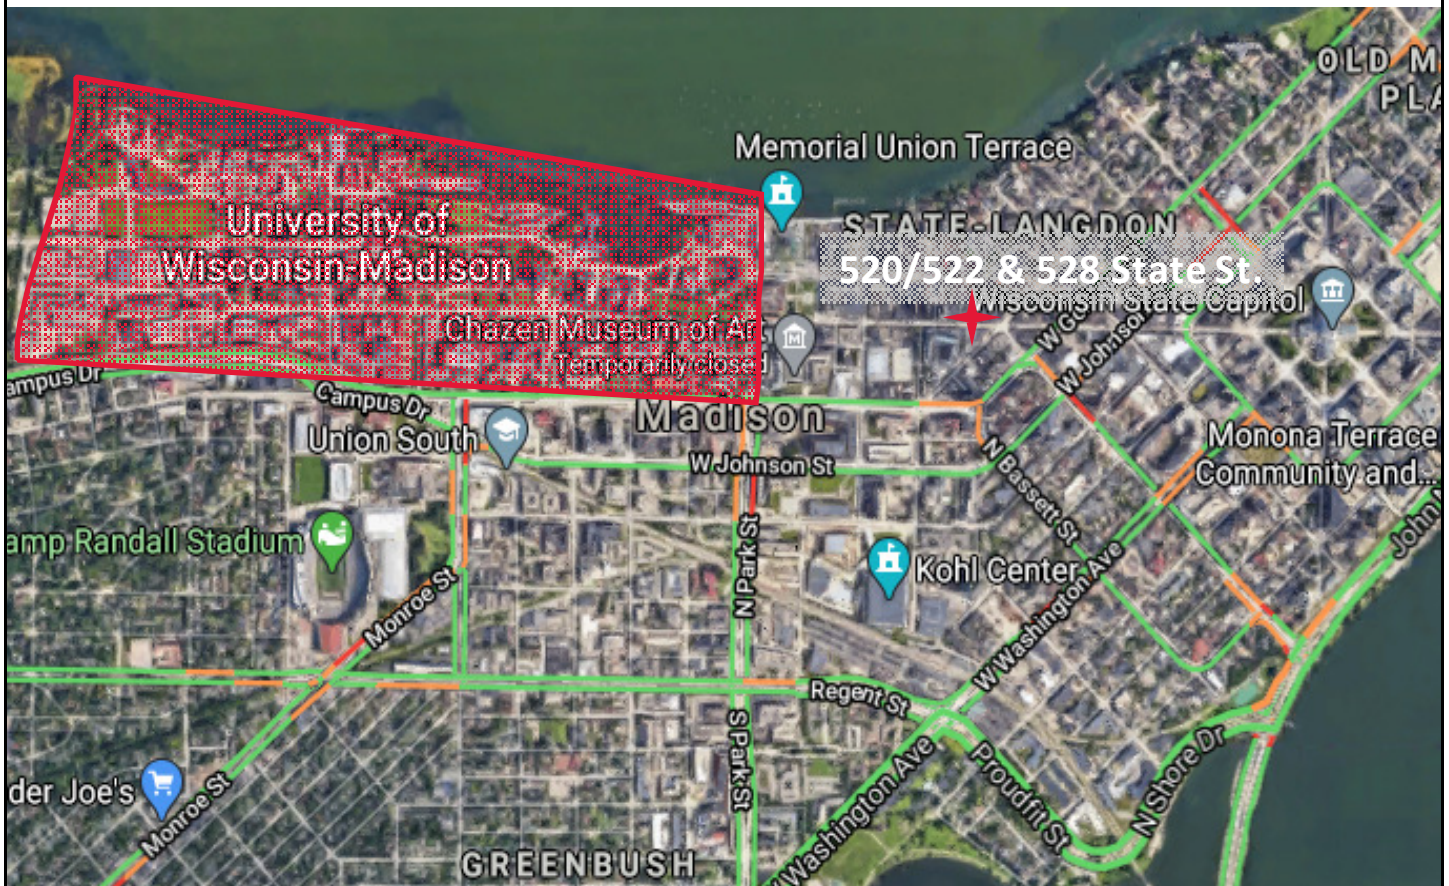 OLD M
PLA
Memorial Union Terrace
STATE-LANGDON
University of
Wisconsin-Madison
520/522 & 528 State St.
Wisconsin State Capitol
Chazen Museum of Art
Temporarily closed
W Go
W Johnson
ampus Dr
Campus Dr
Madison
Union South
W Johnson St
Monona Terrace
Community and...
N Bassett St
amp Randall Stadium
N Park St
Kohl Center
John
Monroe St
W Washington Ave
Regent St
S Park St
der Joe's
Monroe St
Washington Ave
Proudfit St
N Shore Dr
GREENBUSH